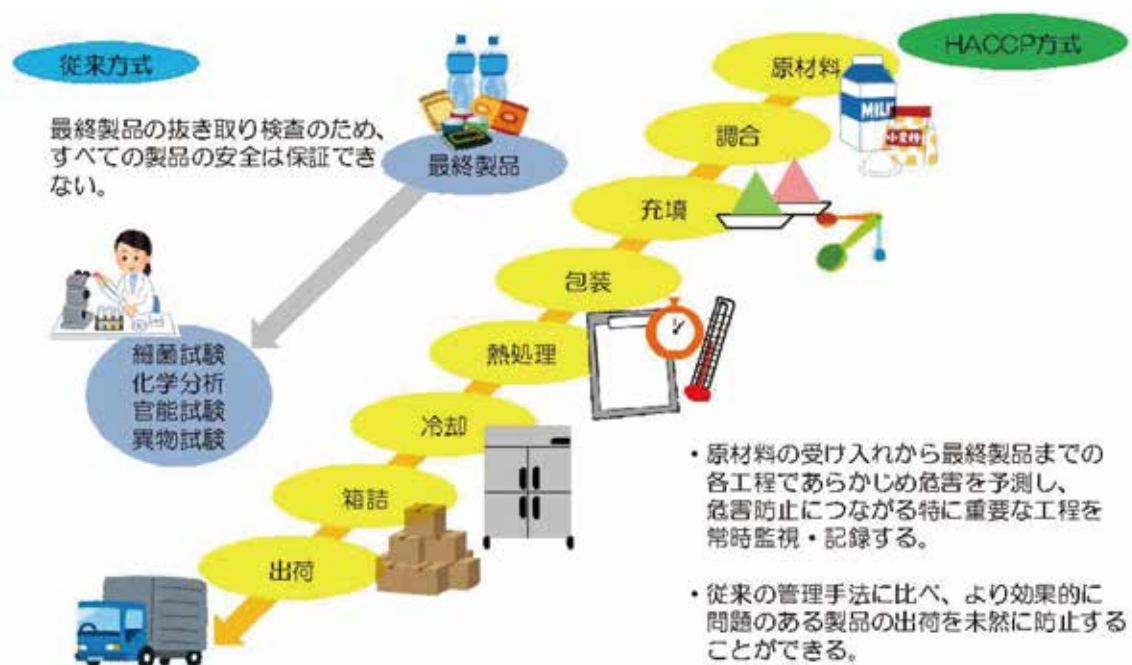 従来方式
最終製品の抜き取り検査のため、
すべての製品の安全は保証でき
ない。
最終製品
細菌試験
化学分析
官能試験
異物試験
HACCP方式
原材料
MILK
小麦粉
調合
充填
包装
熱処理
冷却
箱詰
出荷
・原材料の受け入れから最終製品までの
各工程であらかじめ危害を予測し、
危害防止につながる特に重要な工程を
常時監視・記録する。
・従来の管理手法に比べ、より効果的に
問題のある製品の出荷を未然に防止する
ことができる。